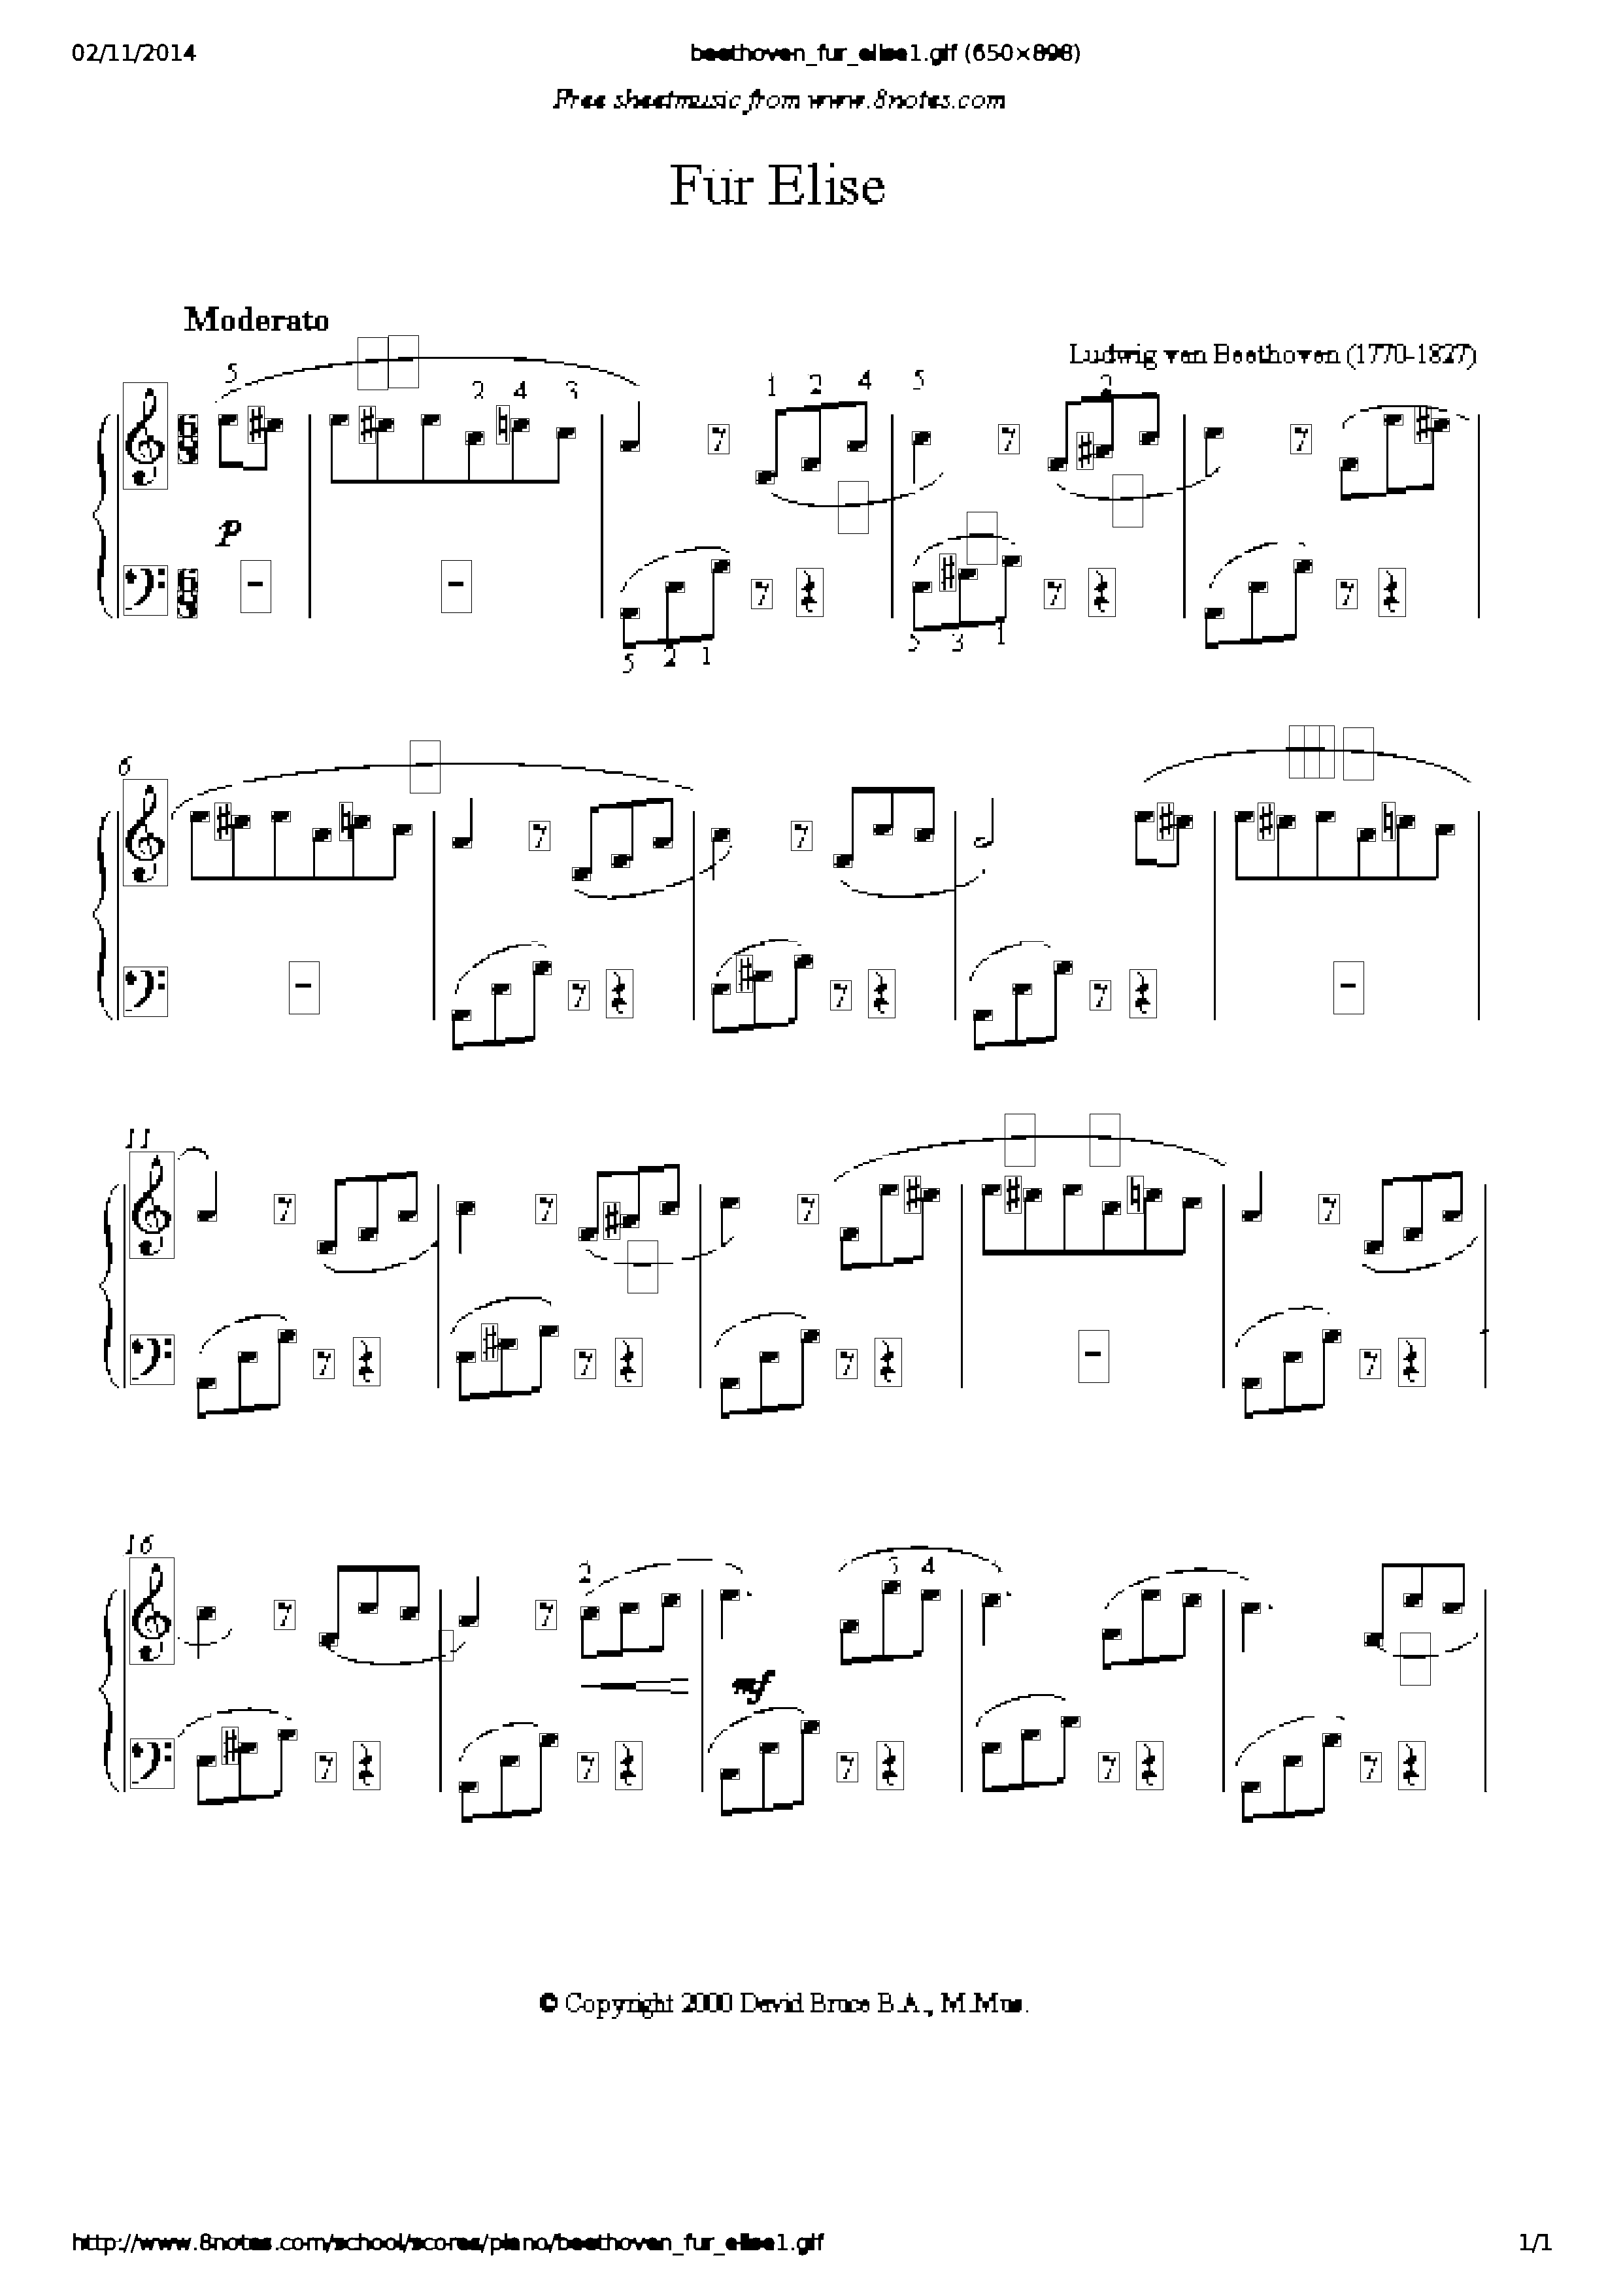 02/11/2014 beethoven_fur_elise1.gif (650×898)
Free sheetmusic from www.8notes.com
Für Elise
Moderato
Ludwig van Beethoven (1770-1827)
5 2 4 3 1 2 4 5 2
p
5 2 1 5 3 1
6
11
16
2 5 4
mf
© Copyright 2000 David Bruce B.A., M.Mus.
http://www.8notes.com/school/scores/piano/beethoven_fur_elise1.gif 1/1